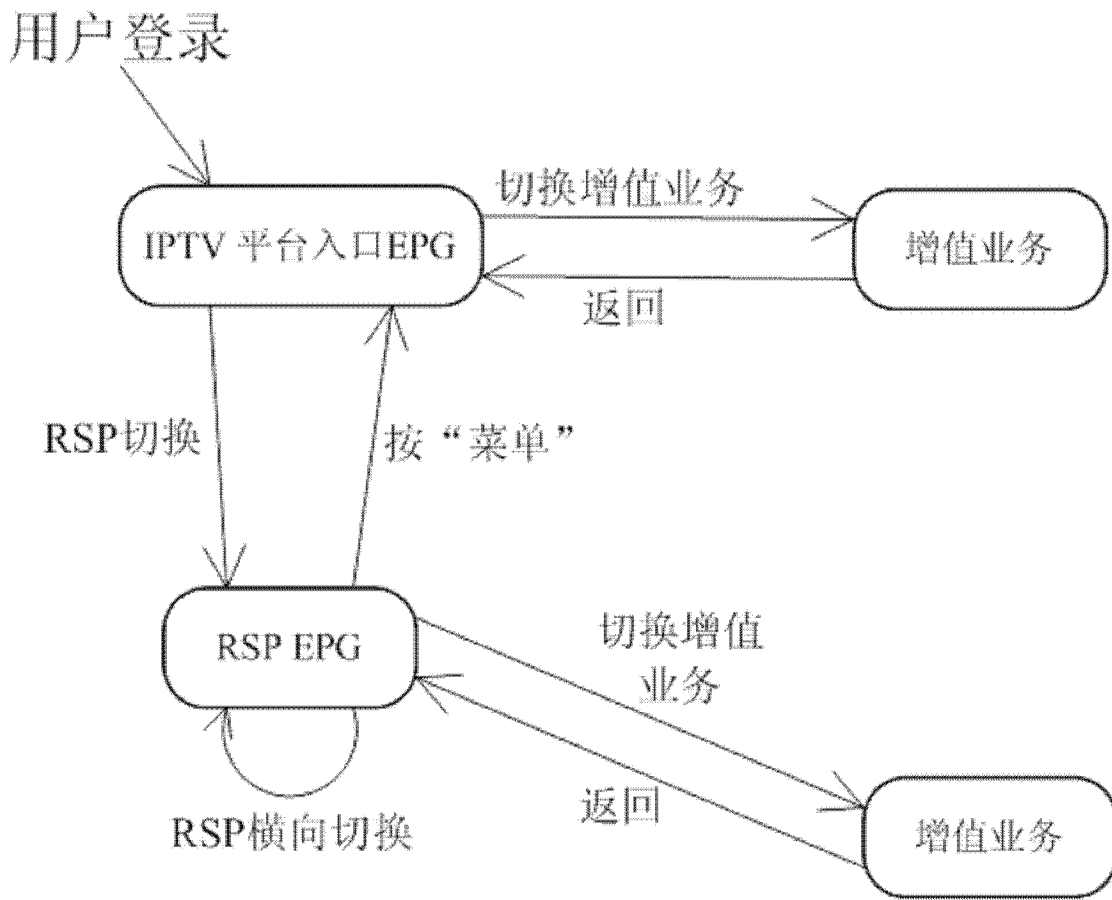 用户登录
切换增值业务
IPTV 平台入口EPG
增值业务
返回
RSP切换
按“菜单”
RSP EPG
切换增值
业务
返回
RSP横向切换
增值业务